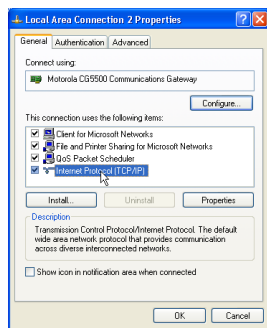 Local Area Connection 2 Properties
General Authentication Advanced
Connect using:
Motorola CG5500 Communications Gateway
Configure...
This connection uses the following items:
Client for Microsoft Networks
File and Printer Sharing for Microsoft Networks
QoS Packet Scheduler
Internet Protocol (TCP/IP)
Install... Uninstall Properties
Description
Transmission Control Protocol/Internet Protocol. The default
wide area network protocol that provides communication
across diverse interconnected networks.
Show icon in notification area when connected
OK Cancel